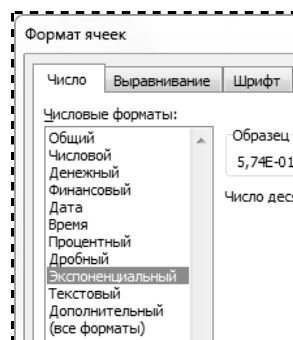 Формат ячеек
Число Выравнивание Шрифт
Числовые форматы:
Общий
Числовой
Денежный
Финансовый
Дата
Время
Процентный
Дробный
Экспоненциальный
Текстовый
Дополнительный
(все форматы)
Образец
5,74E-01
Число